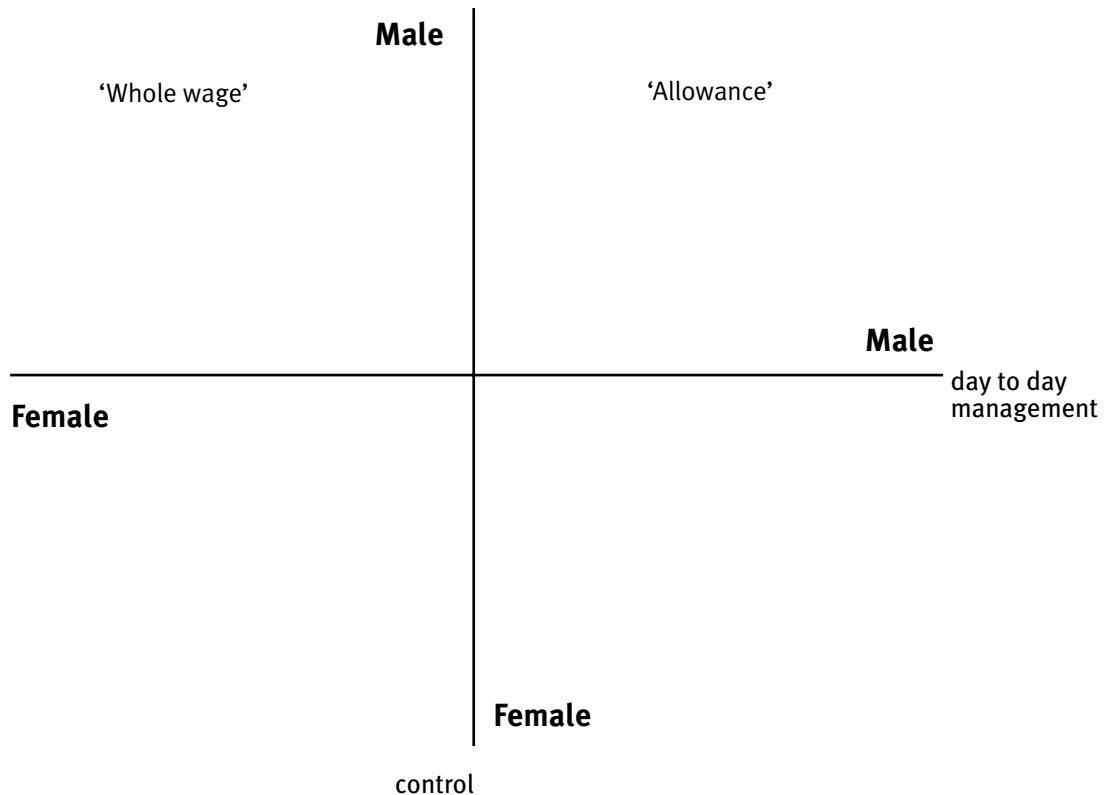 Male
‘Whole wage’
‘Allowance’
Male
day to day
management
Female
Female
control